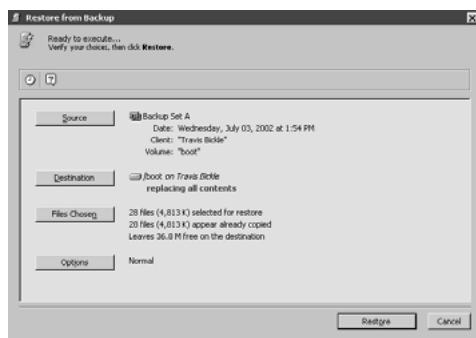 Restore from Backup
Ready to execute...
Verify your choices, then click Restore.
Source
Backup Set A
Date: Wednesday, July 03, 2002 at 1:54 PM
Client: "Travis Bickle"
Volume: "boot"
Destination
/boot on Travis Bickle
replacing all contents
Files Chosen
28 files (4,813 K) selected for restore
28 files (4,813 K) appear already copied
Leaves 36.8 M free on the destination
Options
Normal
Restore
Cancel